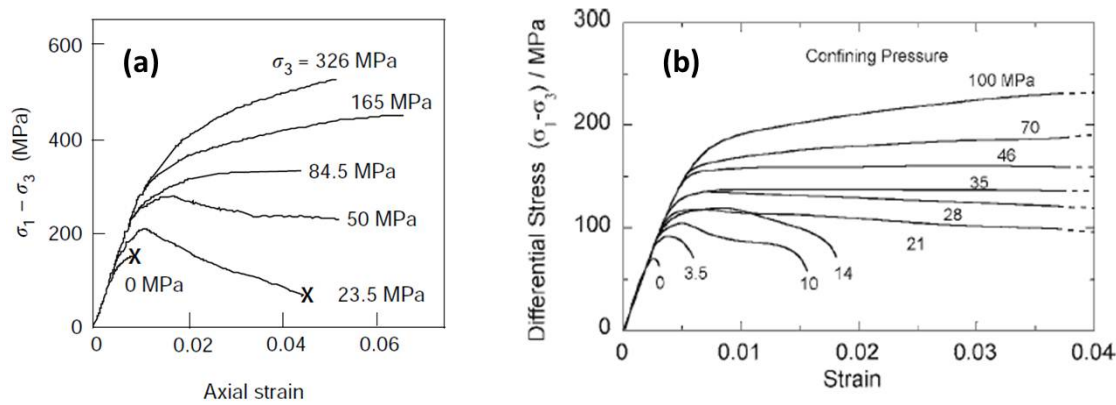 (a)
600
400
200
0
σ₁ – σ₃ (MPa)
σ₃ = 326 MPa
165 MPa
84.5 MPa
50 MPa
X
0 MPa
X
23.5 MPa
0
0.02
0.04
0.06
Axial strain
(b)
300
200
100
0
Differential Stress (σ₁-σ₃) / MPa
Confining Pressure
100 MPa
70
46
35
28
21
14
10
3.5
0
0
0.01
0.02
0.03
0.04
Strain